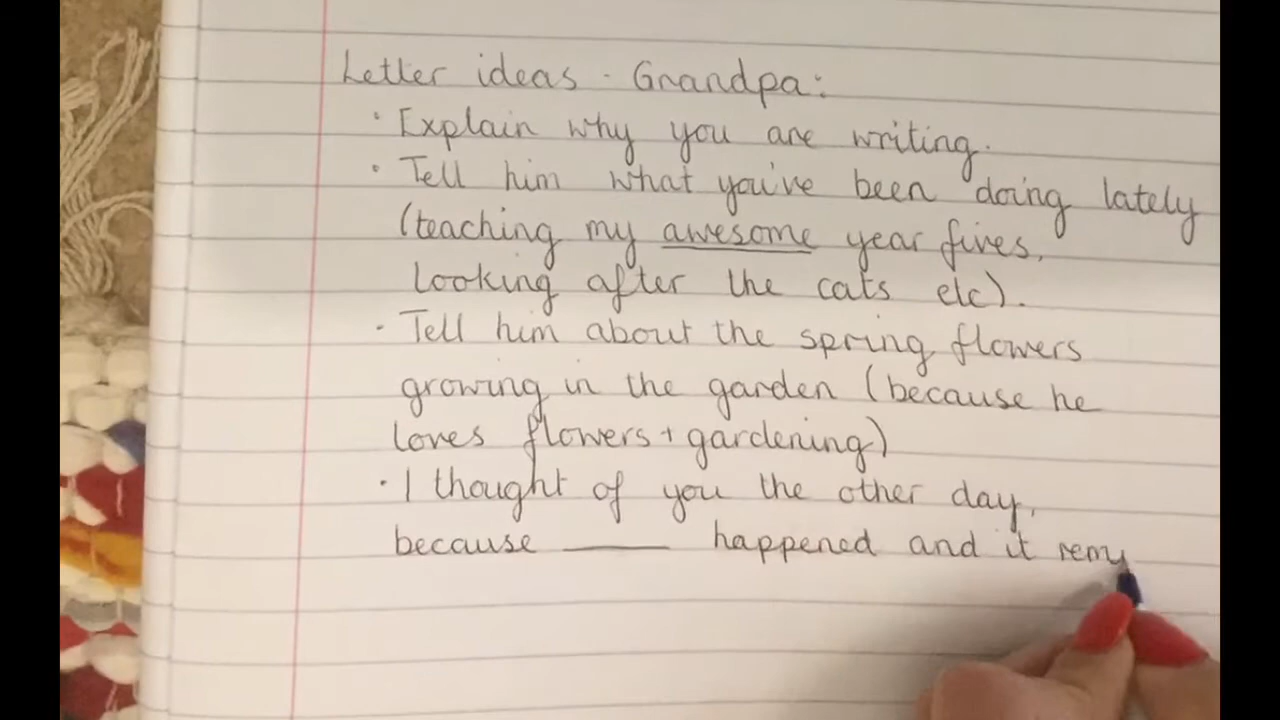 Letter ideas - Grandpa:
• Explain why you are writing.
• Tell him what you've been doing lately
(teaching my awesome year fives,
looking after the cats etc).
• Tell him about the spring flowers
growing in the garden (because he
loves flowers + gardening)
• I thought of you the other day,
because ____ happened and it